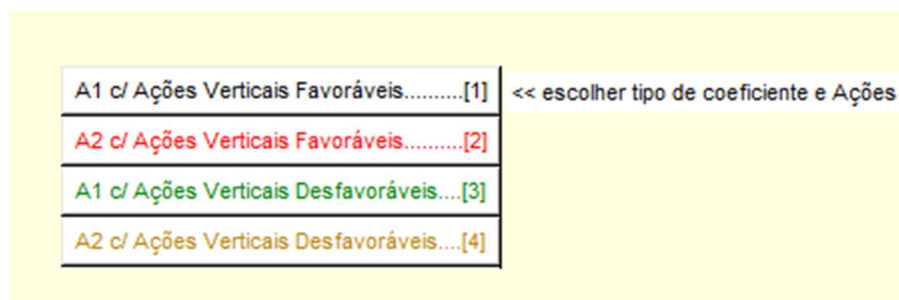 A1 c/ Ações Verticais Favoráveis..........[1] << escolher tipo de coeficiente e Ações
A2 c/ Ações Verticais Favoráveis..........[2]
A1 c/ Ações Verticais Desfavoráveis....[3]
A2 c/ Ações Verticais Desfavoráveis....[4]